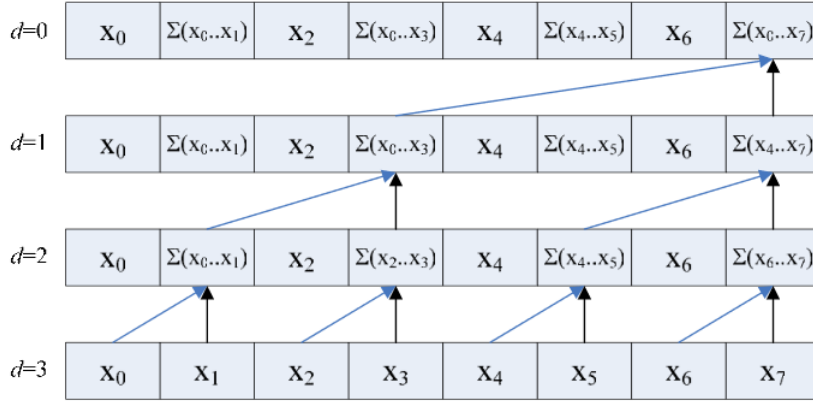 d=0 x₀ Σ(x₀..x₁) x₂ Σ(x₀..x₃) x₄ Σ(x₄..x₅) x₆ Σ(x₀..x₇)
d=1 x₀ Σ(x₀..x₁) x₂ Σ(x₀..x₃) x₄ Σ(x₄..x₅) x₆ Σ(x₄..x₇)
d=2 x₀ Σ(x₀..x₁) x₂ Σ(x₂..x₃) x₄ Σ(x₄..x₅) x₆ Σ(x₆..x₇)
d=3 x₀ x₁ x₂ x₃ x₄ x₅ x₆ x₇